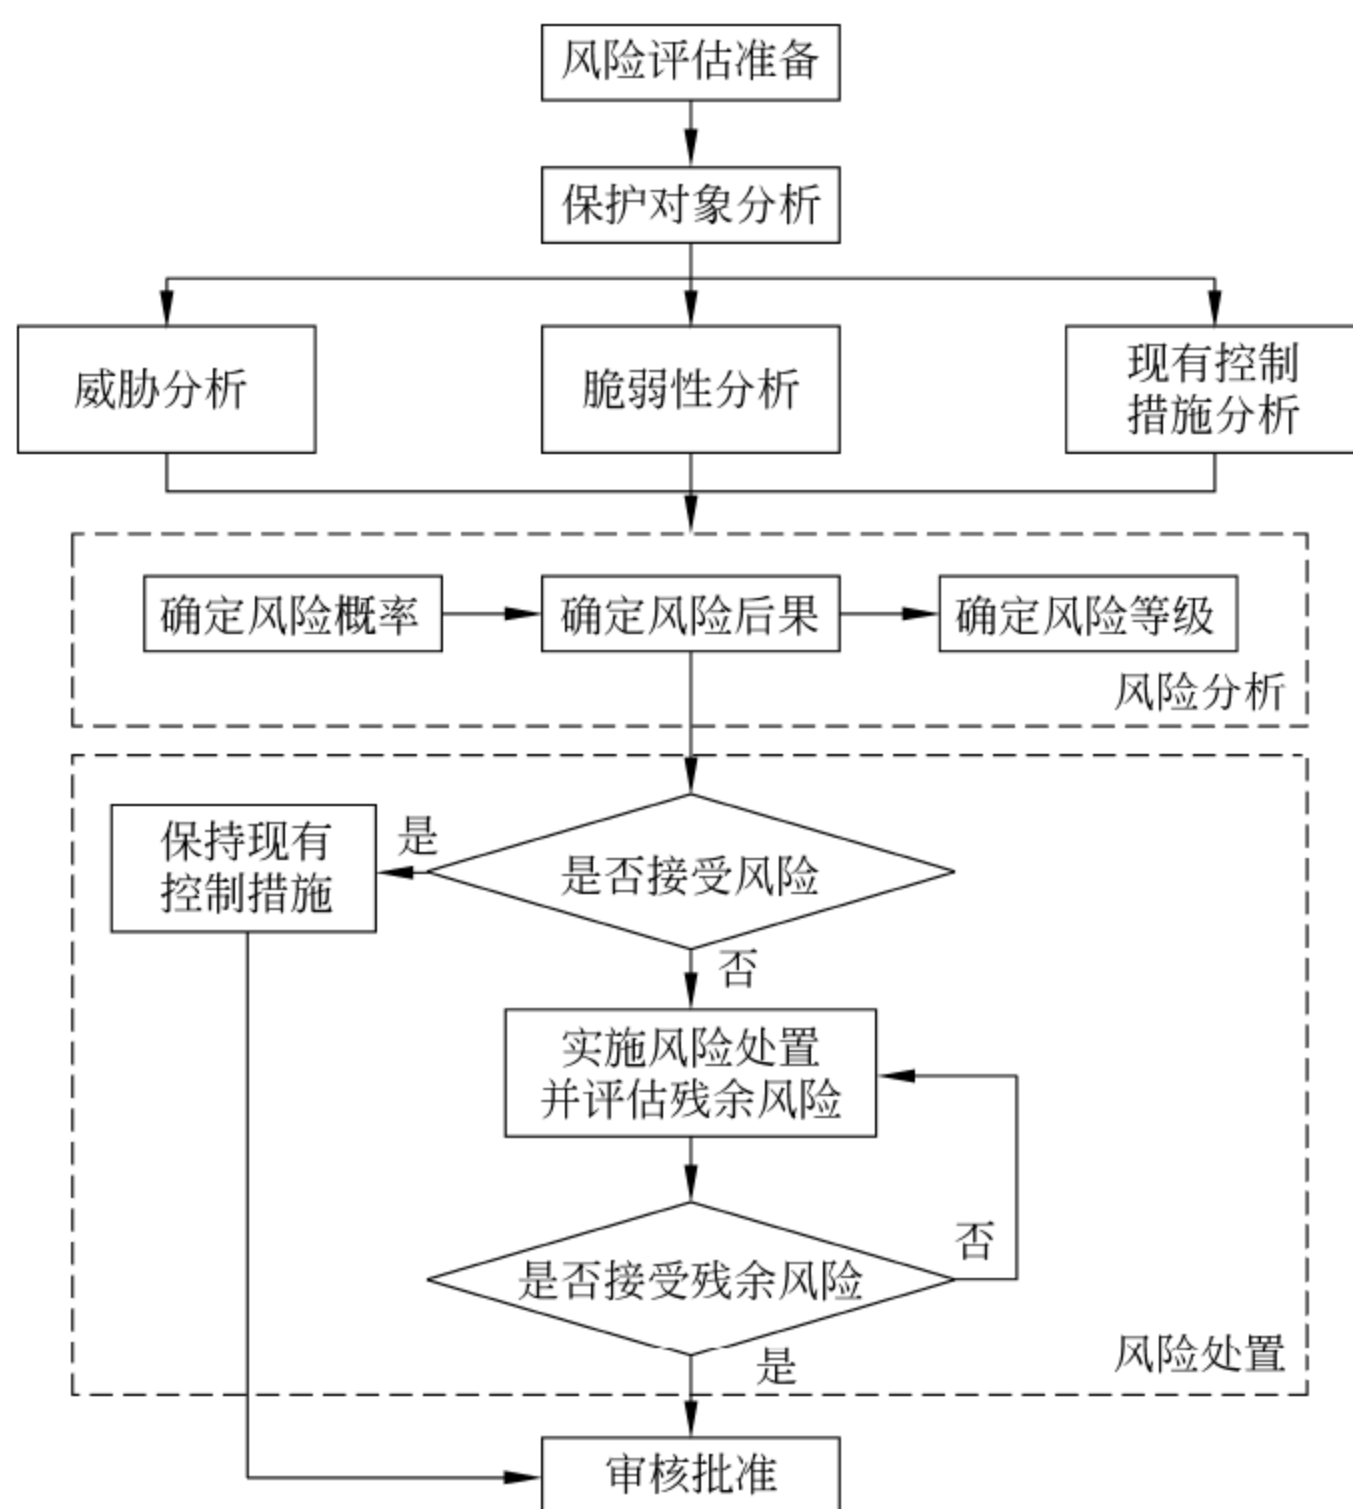 风险评估准备
保护对象分析
威胁分析
脆弱性分析
现有控制
措施分析
确定风险概率
确定风险后果
确定风险等级
风险分析
保持现有
控制措施
是
是否接受风险
否
实施风险处置
并评估残余风险
是否接受残余风险
否
是
风险处置
审核批准